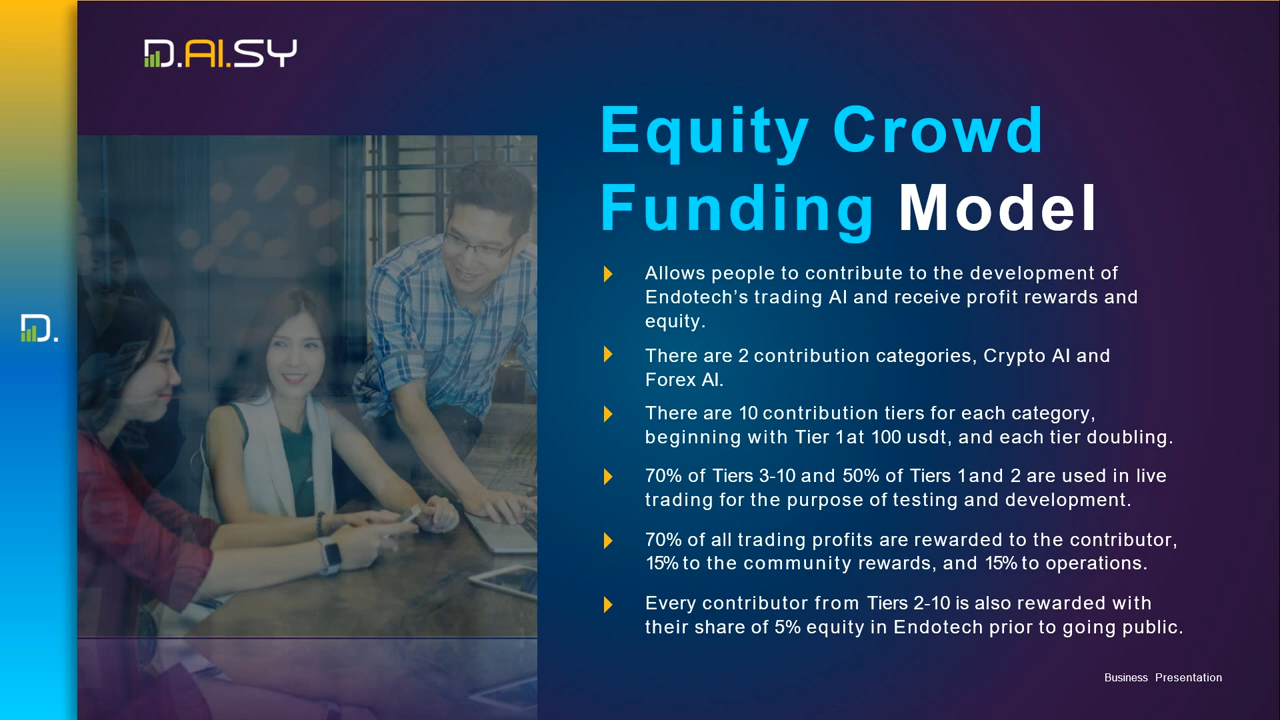 D.AI.SY
Equity Crowd
Funding Model
Allows people to contribute to the development of
Endotech’s trading AI and receive profit rewards and
equity.
There are 2 contribution categories, Crypto AI and
Forex AI.
There are 10 contribution tiers for each category,
beginning with Tier 1 at 100 usdt, and each tier doubling.
70% of Tiers 3-10 and 50% of Tiers 1 and 2 are used in live
trading for the purpose of testing and development.
70% of all trading profits are rewarded to the contributor,
15% to the community rewards, and 15% to operations.
Every contributor from Tiers 2-10 is also rewarded with
their share of 5% equity in Endotech prior to going public.
D.
Business Presentation